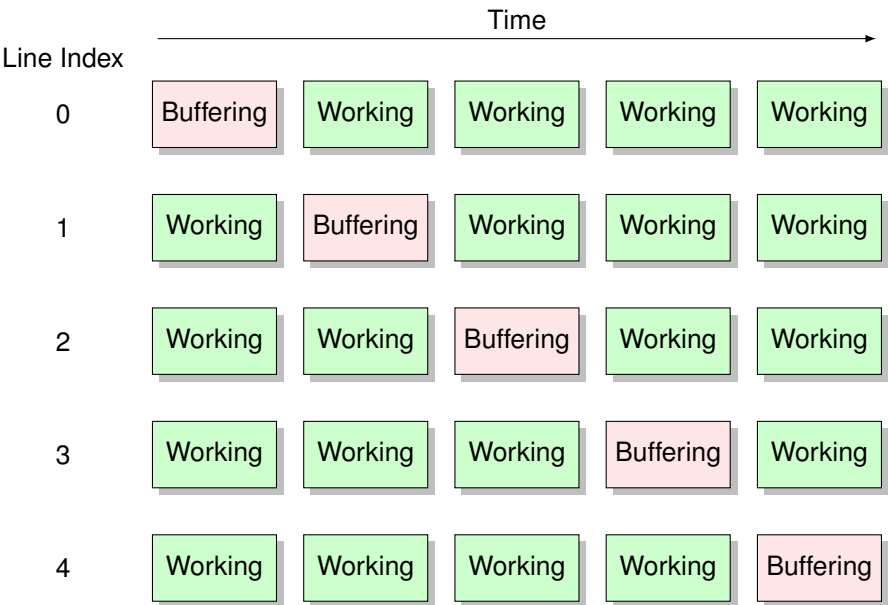 Time
Line Index
0 Buffering Working Working Working Working
1 Working Buffering Working Working Working
2 Working Working Buffering Working Working
3 Working Working Working Buffering Working
4 Working Working Working Working Buffering